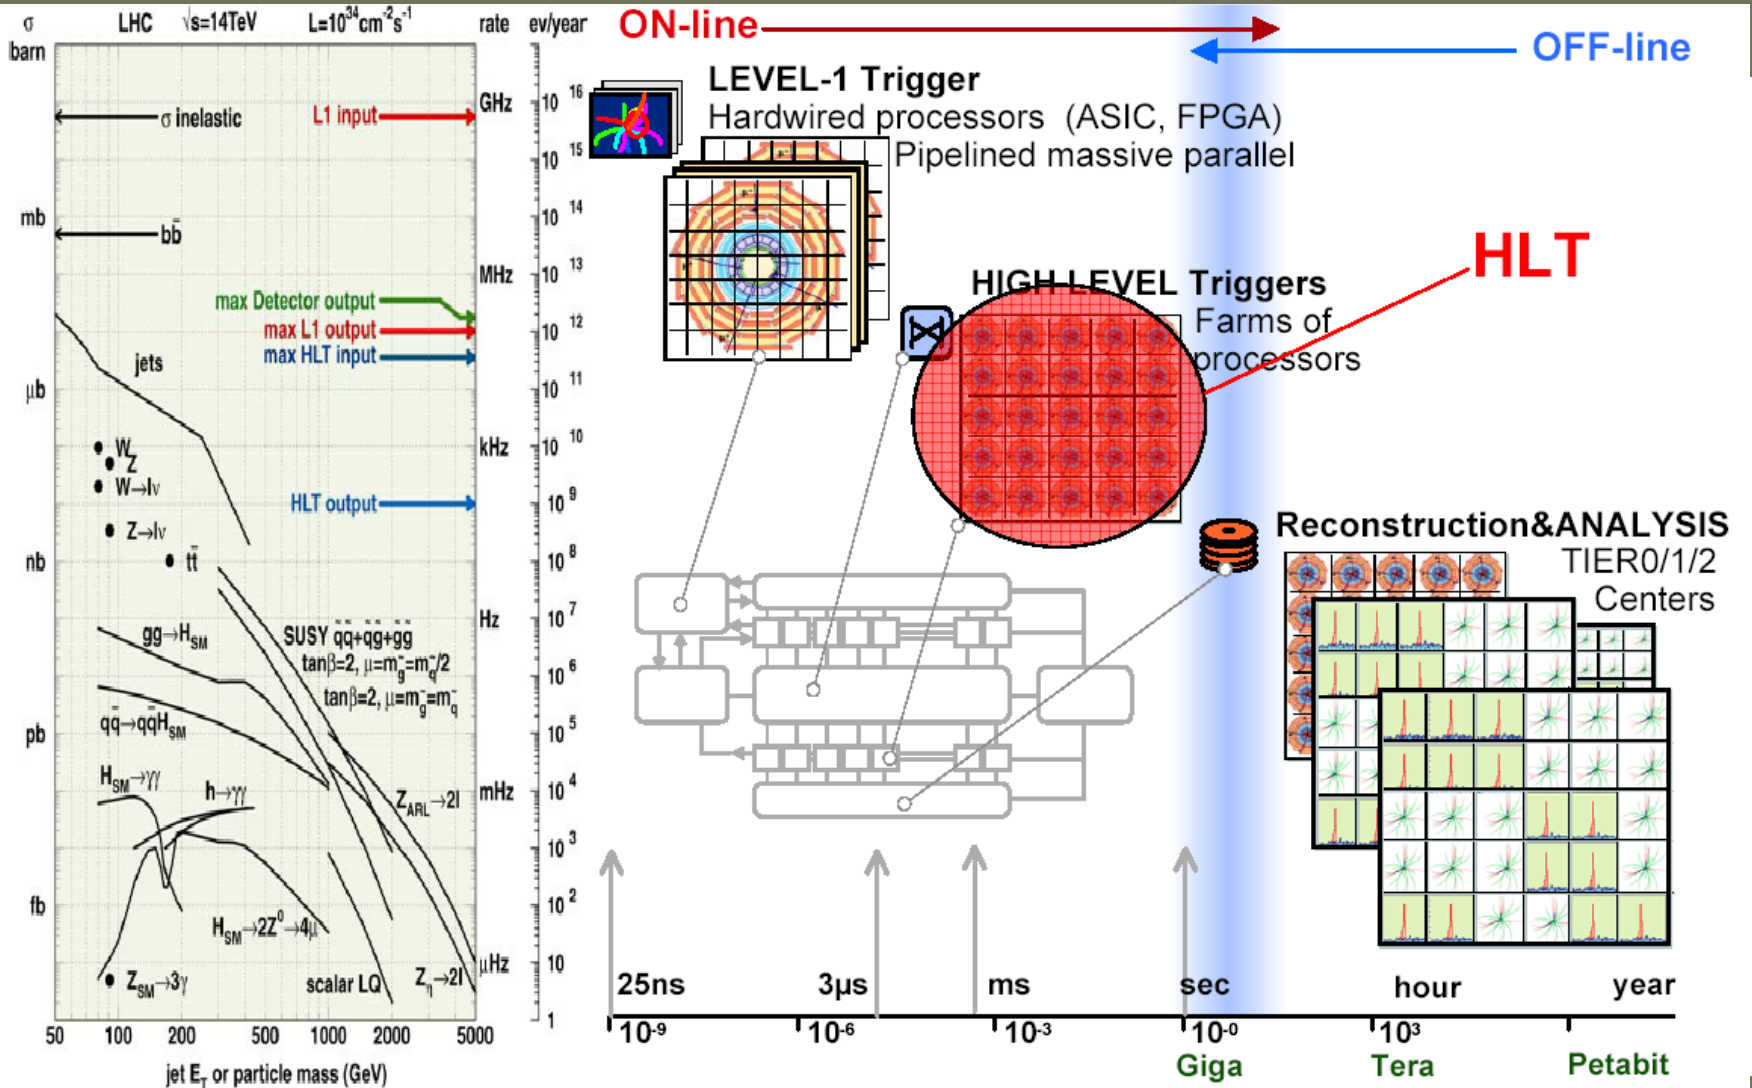 σ LHC √s=14TeV L=10³⁴cm⁻²s⁻¹ rate ev/year
barn
GHz
10¹⁶
σ inelastic
L1 input
10¹⁵
mb
10¹⁴
bb̄
MHz
10¹³
max Detector output
max L1 output
10¹²
max HLT input
jets
μb
10¹¹
kHz
10¹⁰
W
Z
W→lν
HLT output
10⁹
Z→lν
nb
tt̄
10⁸
Hz
10⁷
gg→H_SM
SUSY q̃q̃+q̃g̃+g̃g̃
tanβ=2, μ=m_g̃=m_q̃/2
10⁶
tanβ=2, μ=m_g̃=m_q̃
qq̄→qq̄H_SM
pb
10⁵
H_SM→γγ
h→γγ
mHz
10⁴
Z_ARL→2l
10³
fb
10²
H_SM→2Z⁰→4μ
μHz
10
Z_SM→3γ
scalar LQ
Z_η→2l
1
50 100 200 500 1000 2000 5000
jet E_T or particle mass (GeV)
ON-line
OFF-line
LEVEL-1 Trigger
Hardwired processors (ASIC, FPGA)
Pipelined massive parallel
HLT
HIGH LEVEL Triggers
Farms of
processors
Reconstruction&ANALYSIS
TIER0/1/2
Centers
25ns 3μs ms sec hour year
10⁻⁹ 10⁻⁶ 10⁻³ 10⁻⁰ 10³
Giga Tera Petabit